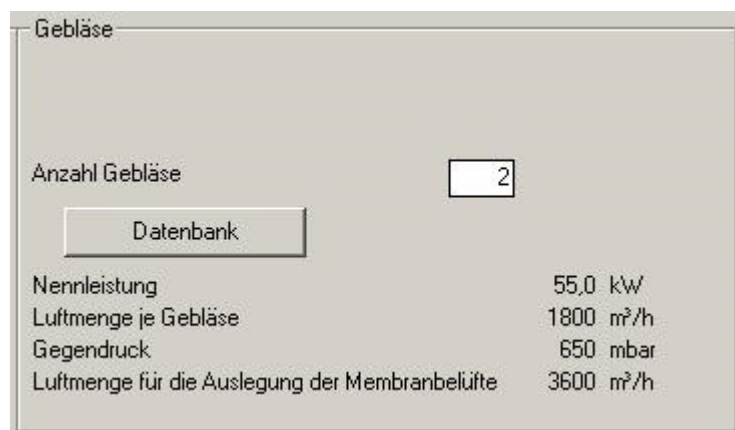 Gebläse
Anzahl Gebläse 2
Datenbank
Nennleistung 55,0 kW
Luftmenge je Gebläse 1800 m³/h
Gegendruck 650 mbar
Luftmenge für die Auslegung der Membranbelüfte 3600 m³/h